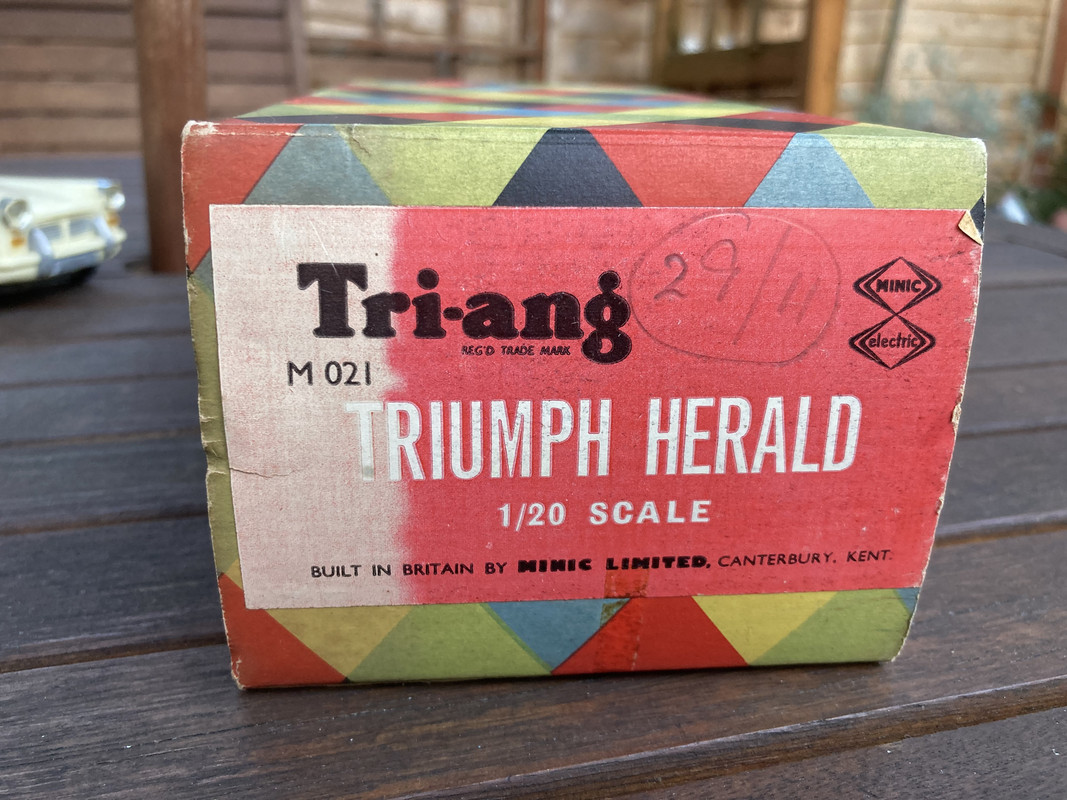 Tri-ang
29/11
MINIC
REG'D TRADE MARK
electric
M 021
TRIUMPH HERALD
1/20 SCALE
BUILT IN BRITAIN BY MINIC LIMITED, CANTERBURY. KENT.